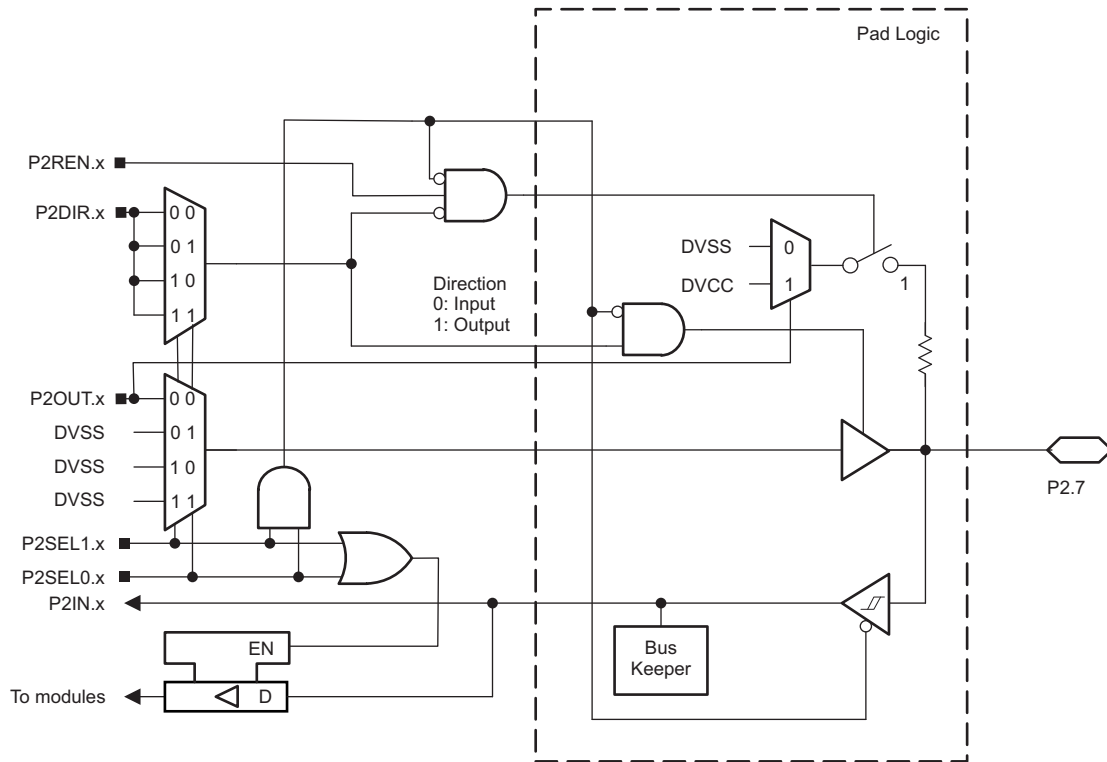 Pad Logic
P2REN.x
P2DIR.x
0 0
0 1
1 0
1 1
Direction
0: Input
1: Output
DVSS
0
DVCC
1
1
P2OUT.x
0 0
DVSS
0 1
DVSS
1 0
DVSS
1 1
P2.7
P2SEL1.x
P2SEL0.x
P2IN.x
EN
Bus
Keeper
To modules
D